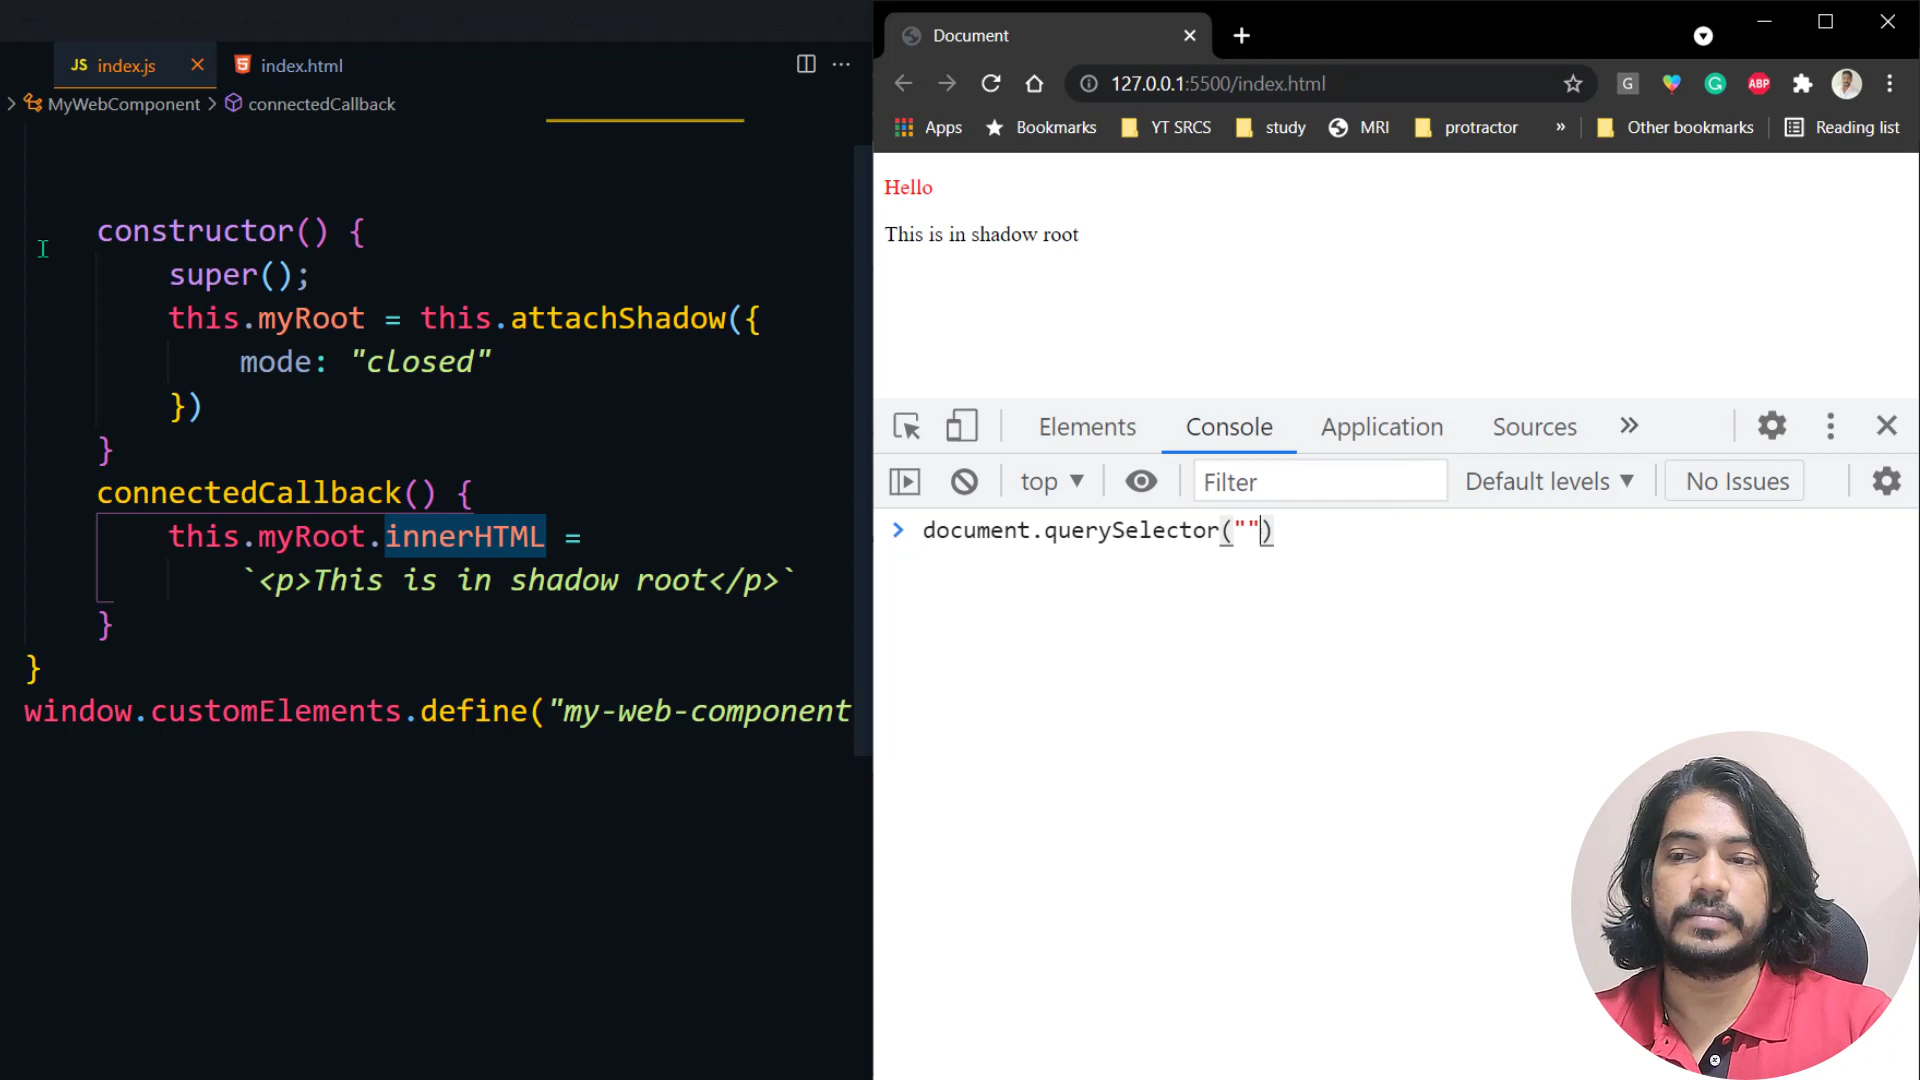 JS index.js
index.html
MyWebComponent > connectedCallback
constructor() {
super();
this.myRoot = this.attachShadow({
mode: "closed"
})
}
connectedCallback() {
this.myRoot.innerHTML =
`<p>This is in shadow root</p>`
}
}
window.customElements.define("my-web-component
Document
127.0.0.1:5500/index.html
G
ABP
Apps
Bookmarks
YT SRCS
study
MRI
protractor
»
Other bookmarks
Reading list
Hello
This is in shadow root
Elements
Console
Application
Sources
»
top
Filter
Default levels
No Issues
> document.querySelector("")